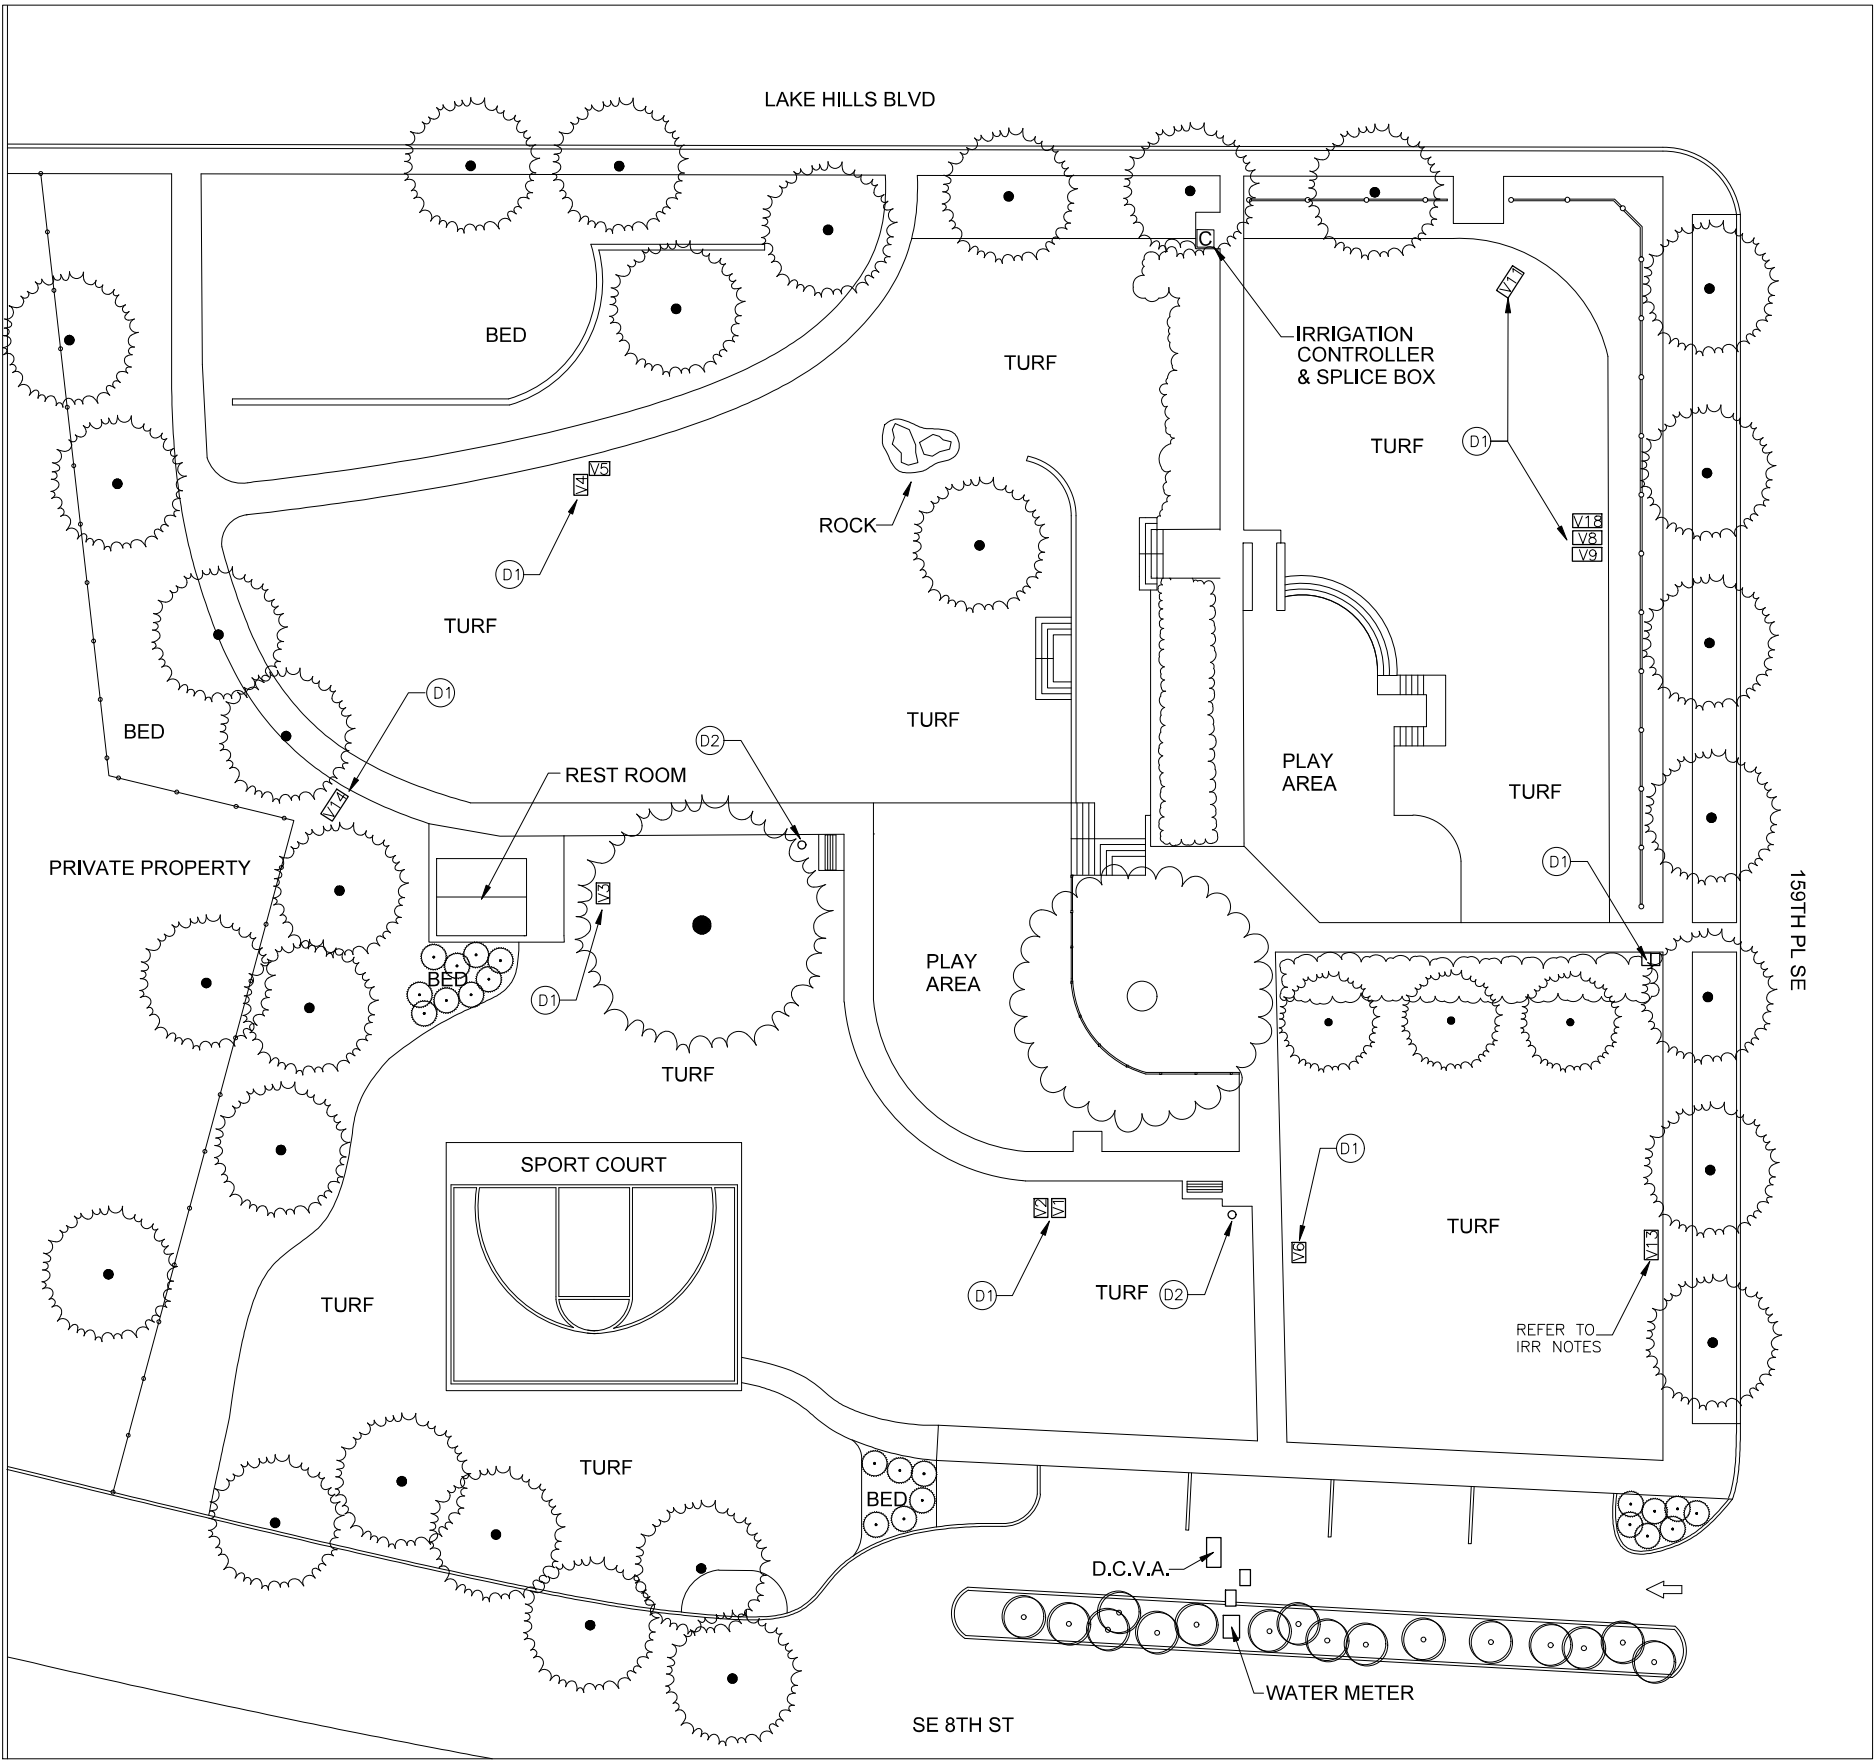 LAKE HILLS BLVD
C
V11
BED
IRRIGATION
CONTROLLER
& SPLICE BOX
TURF
TURF
D1
V5
V4
ROCK
V18
V8
V9
D1
TURF
D1
TURF
BED
D2
REST ROOM
PLAY
AREA
TURF
V14
PRIVATE PROPERTY
D1
159TH PL SE
V3
BED
D1
PLAY
AREA
TURF
SPORT COURT
D1
V2
V1
TURF
V6
V13
TURF
D1
TURF
D2
REFER TO
IRR NOTES
TURF
BED
D.C.V.A.
WATER METER
SE 8TH ST